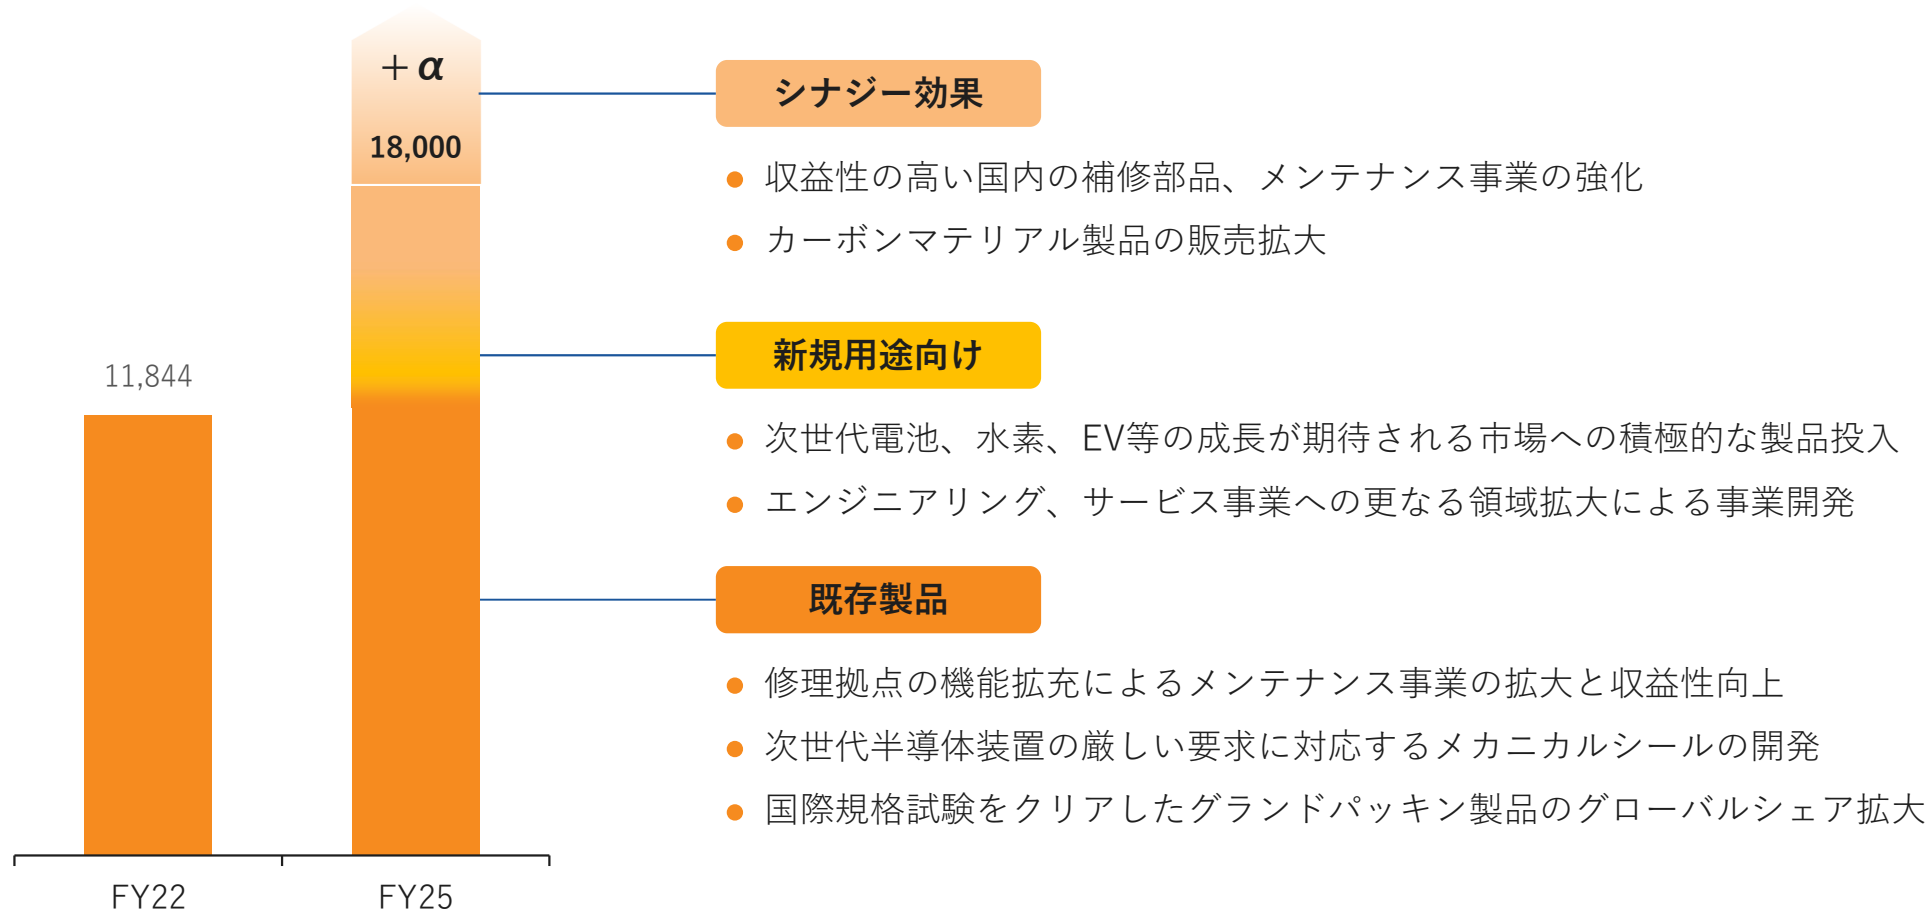 +α
18,000
11,844
FY22
FY25
シナジー効果
● 収益性の高い国内の補修部品、メンテナンス事業の強化
● カーボンマテリアル製品の販売拡大
新規用途向け
● 次世代電池、水素、EV等の成長が期待される市場への積極的な製品投入
● エンジニアリング、サービス事業への更なる領域拡大による事業開発
既存製品
● 修理拠点の機能拡充によるメンテナンス事業の拡大と収益性向上
● 次世代半導体装置の厳しい要求に対応するメカニカルシールの開発
● 国際規格試験をクリアしたグランドパッキン製品のグローバルシェア拡大